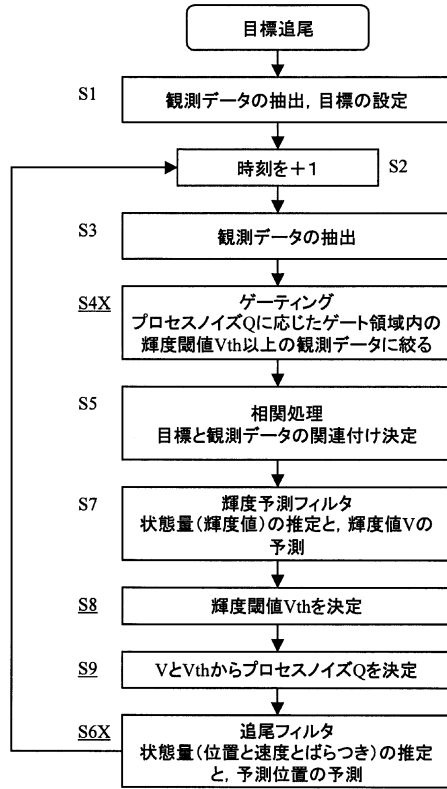 目標追尾
S1
観測データの抽出，目標の設定
時刻を＋1
S2
S3
観測データの抽出
S4X
ゲーティング
プロセスノイズQに応じたゲート領域内の
輝度閾値Vth以上の観測データに絞る
S5
相関処理
目標と観測データの関連付け決定
S7
輝度予測フィルタ
状態量（輝度値）の推定と，輝度値Vの
予測
S8
輝度閾値Vthを決定
S9
VとVthからプロセスノイズQを決定
S6X
追尾フィルタ
状態量（位置と速度とばらつき）の推定
と，予測位置の予測